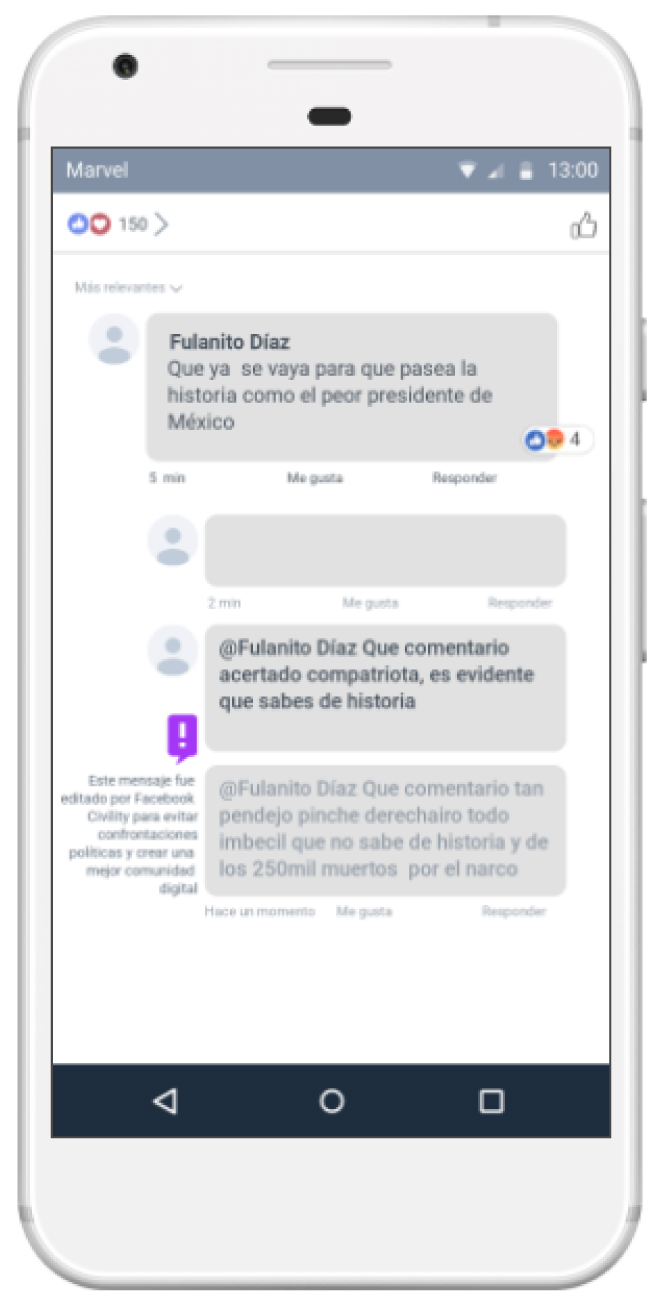 Marvel
13:00
150
Más relevantes
Fulanito Díaz
Que ya se vaya para que pasea la
historia como el peor presidente de
México
4
5 min Me gusta Responder
2 min Me gusta Responder
@Fulanito Díaz Que comentario
acertado compatriota, es evidente
que sabes de historia
Este mensaje fue
editado por Facebook
Civility para evitar
confrontaciones
políticas y crear una
mejor comunidad
digital
@Fulanito Díaz Que comentario tan
pendejo pinche derechairo todo
imbecil que no sabe de historia y de
los 250mil muertos por el narco
Hace un momento Me gusta Responder